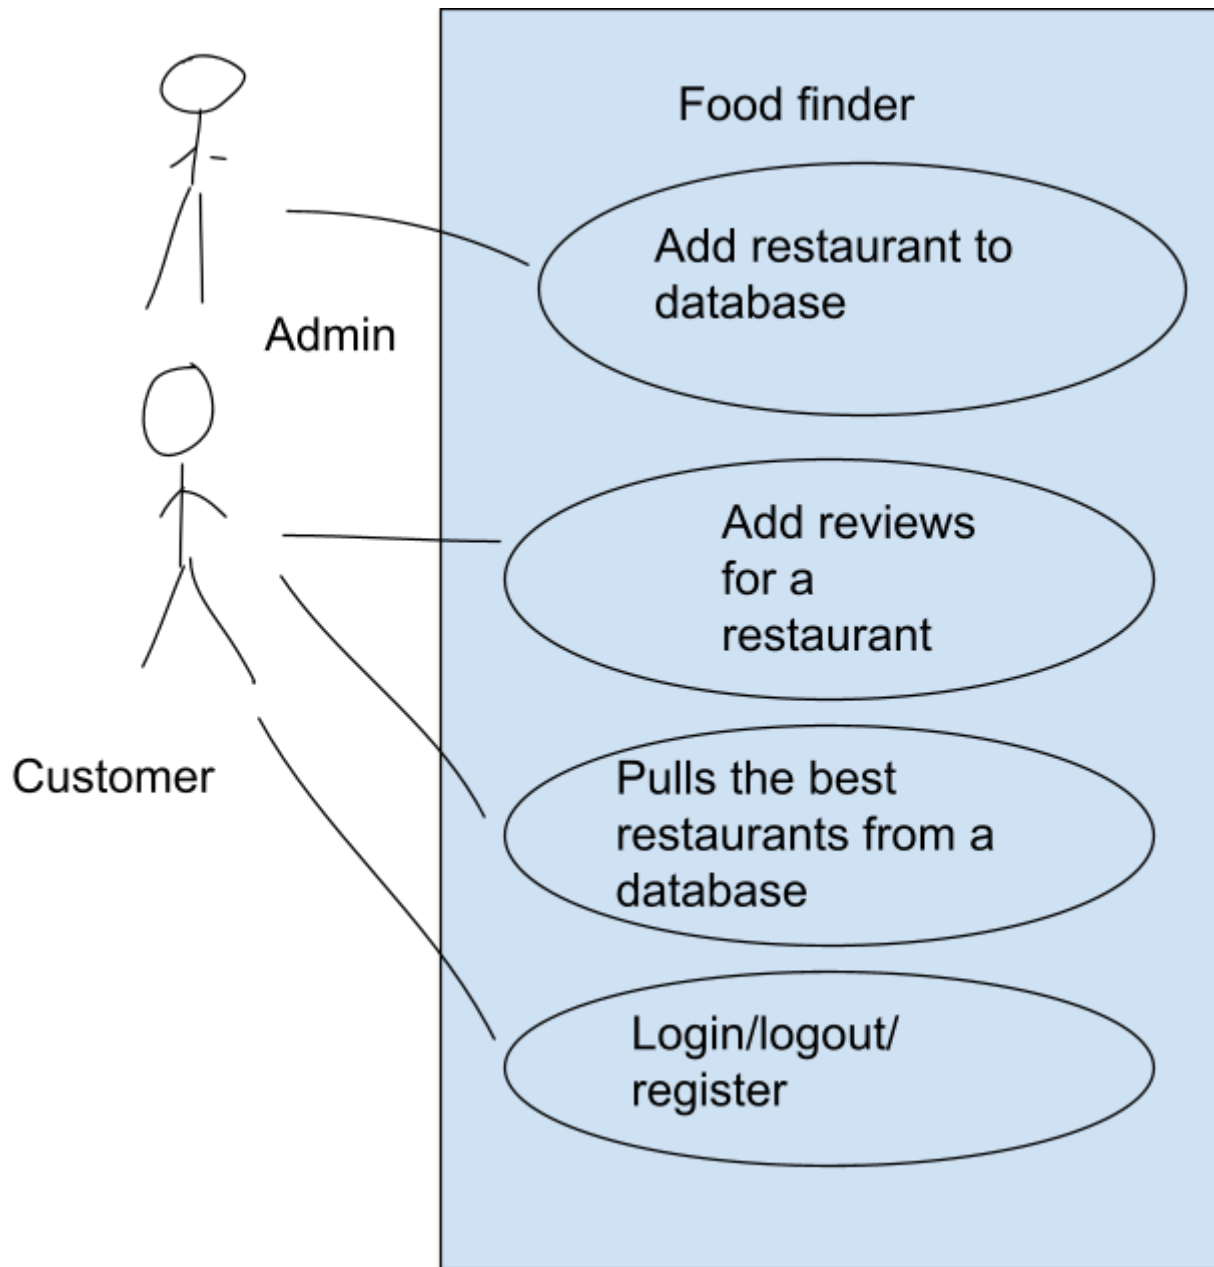 Food finder
Add restaurant to
database
Admin
Add reviews
for a
restaurant
Customer
Pulls the best
restaurants from a
database
Login/logout/
register